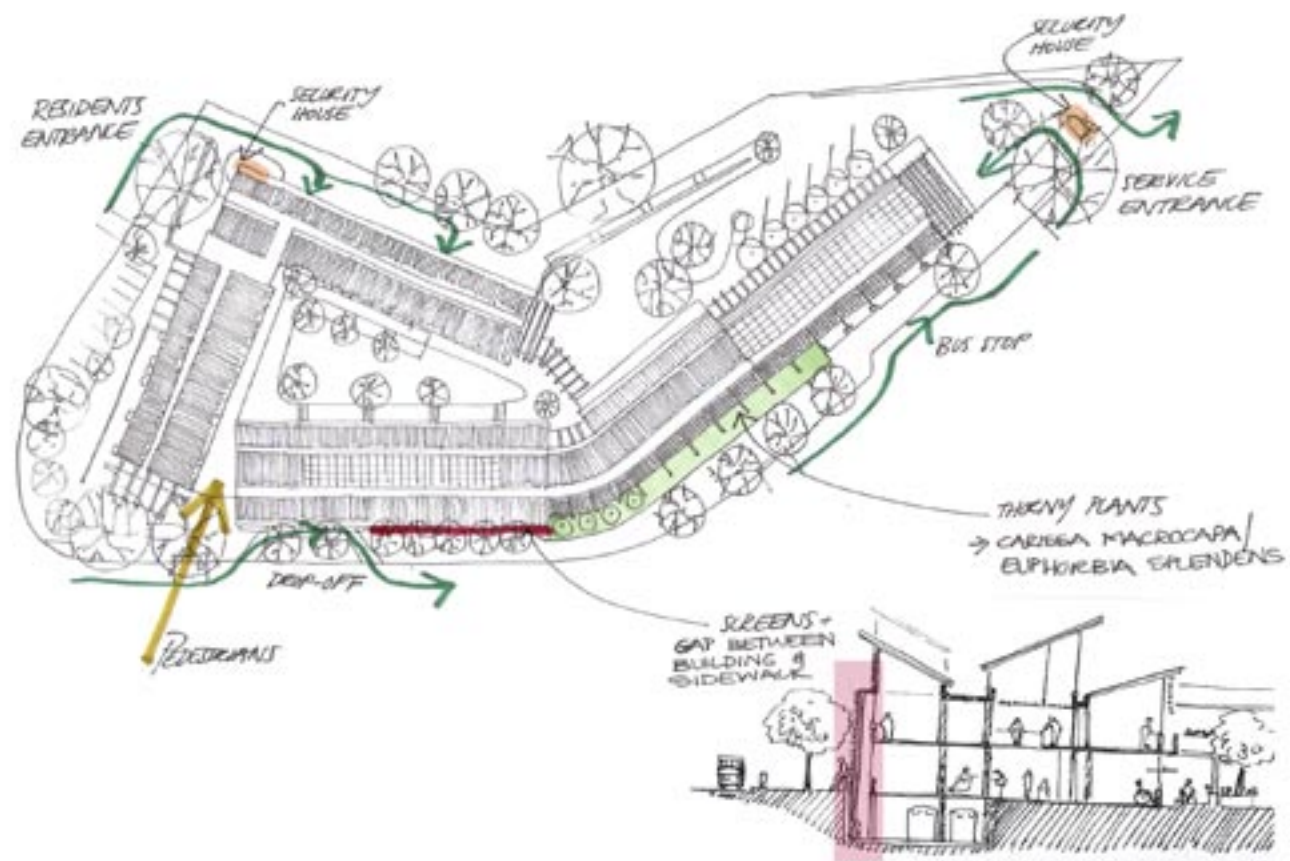 SECURITY
HOUSE
RESIDENTS
ENTRANCE
SECURITY
HOUSE
SERVICE
ENTRANCE
BUS STOP
THORNY PLANTS
→ CARISSA MACROCAPA/
EUPHORBIA SPLENDENS
DROP-OFF
PEDESTRIANS
SCREENS +
GAP BETWEEN
BUILDING &
SIDEWALK